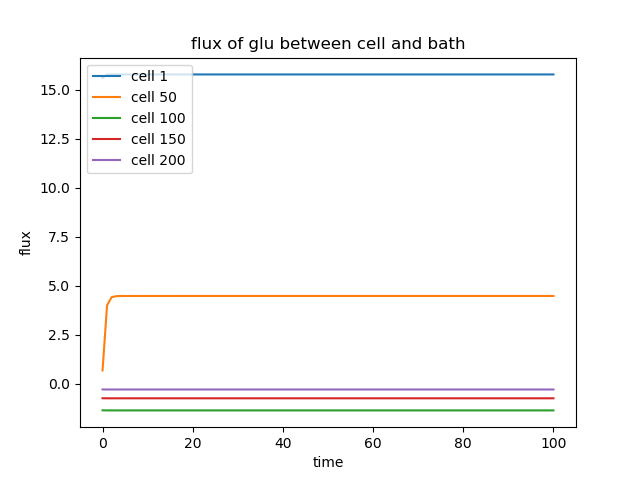 flux of glu between cell and bath
cell 1
cell 50
cell 100
cell 150
cell 200
15.0
12.5
10.0
7.5
5.0
2.5
0.0
flux
0 20 40 60 80 100
time